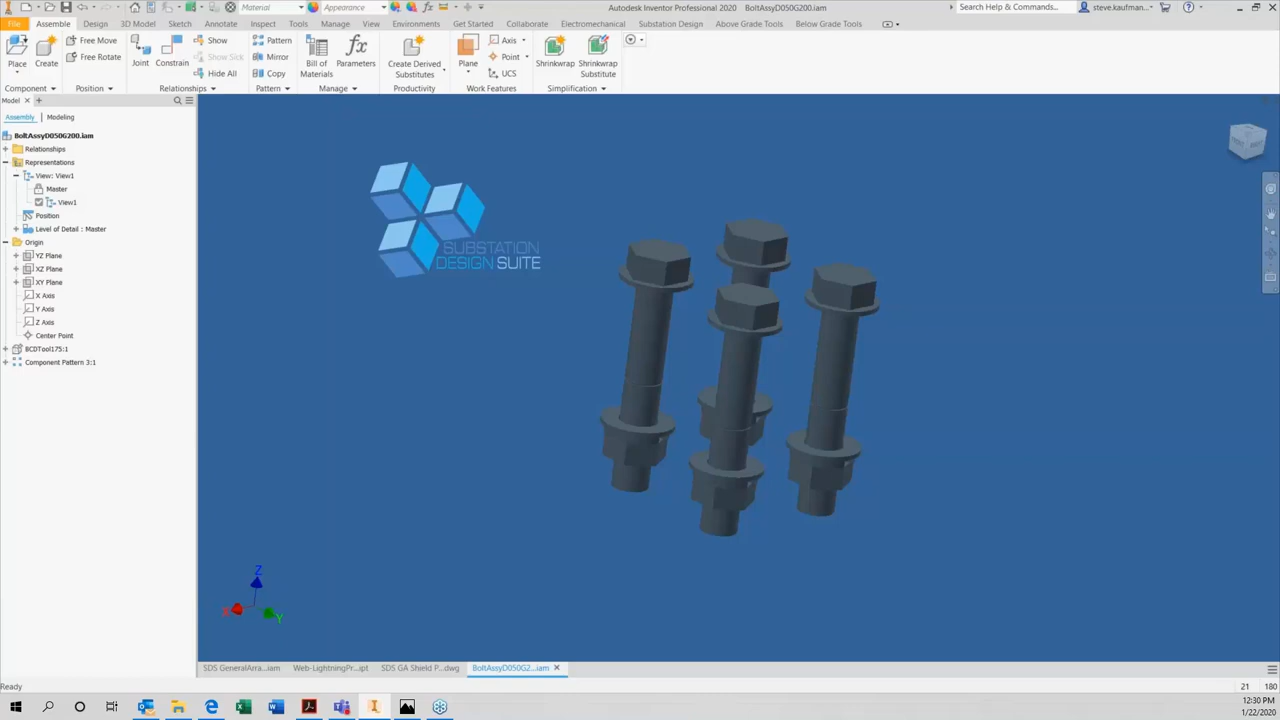 Material
Appearance
Autodesk Inventor Professional 2020 BoltAssyD050G200.iam
Search Help & Commands...
steve.kaufman...
File Assemble Design 3D Model Sketch Annotate Inspect Tools Manage View Environments Get Started Collaborate Electromechanical Substation Design Above Grade Tools Below Grade Tools
Free Move Show Pattern Axis
Place Create Free Rotate Joint Constrain Show Sick Mirror Bill of Materials Parameters Create Derived Substitutes Plane Point Shrinkwrap Shrinkwrap Substitute
Hide All Copy UCS
Component Position Relationships Pattern Manage Productivity Work Features Simplification
Model
Assembly Modeling
BoltAssyD050G200.iam
Relationships
Representations
View: View1
Master
View1
Position
Level of Detail : Master
Origin
YZ Plane
XZ Plane
XY Plane
X Axis
Y Axis
Z Axis
Center Point
BCDTool175:1
Component Pattern 3:1
SUBSTATION
DESIGN SUITE
Z
X
Y
SDS GeneralArra...iam Web-LightningPr...ipt SDS GA Shield P...dwg BoltAssyD050G2...iam
Ready
21 180
12:30 PM
1/22/2020